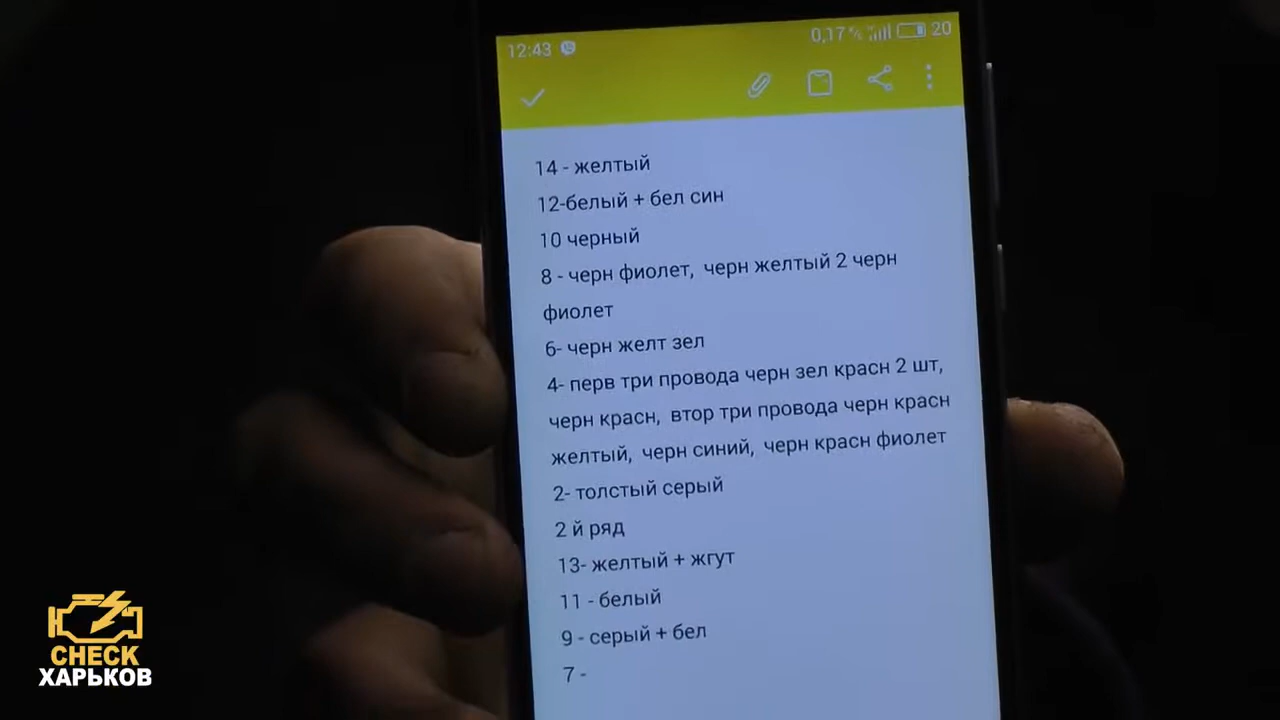 12:43
0,17 20
14 - желтый
12-белый + бел син
10 черный
8 - черн фиолет, черн желтый 2 черн
фиолет
6- черн желт зел
4- перв три провода черн зел красн 2 шт,
черн красн, втор три провода черн красн
желтый, черн синий, черн красн фиолет
2- толстый серый
2 й ряд
13- желтый + жгут
11 - белый
9 - серый + бел
7 -
CHECK
ХАРЬКОВ